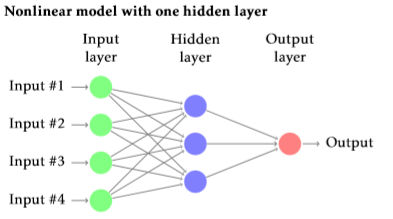 Nonlinear model with one hidden layer
Input layer
Hidden layer
Output layer
Input #1
Input #2
Input #3
Input #4
Output